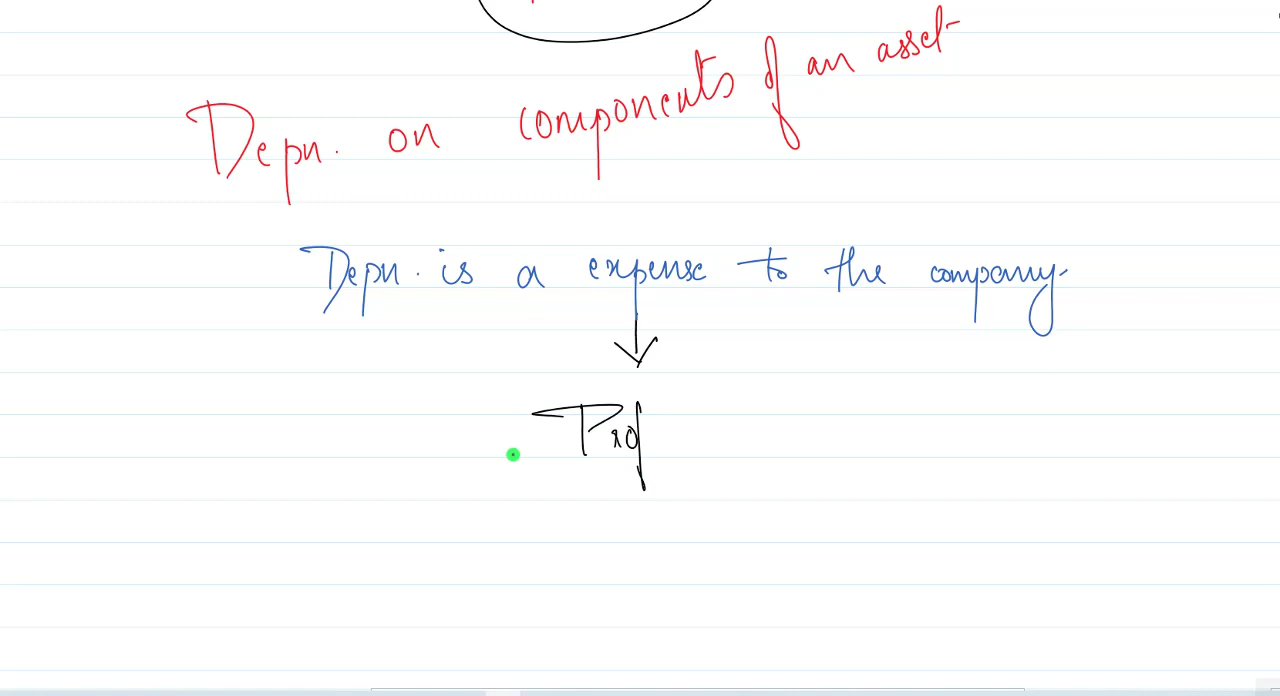 Depn. on components of an asset
Depn. is a expense to the company.
Prof